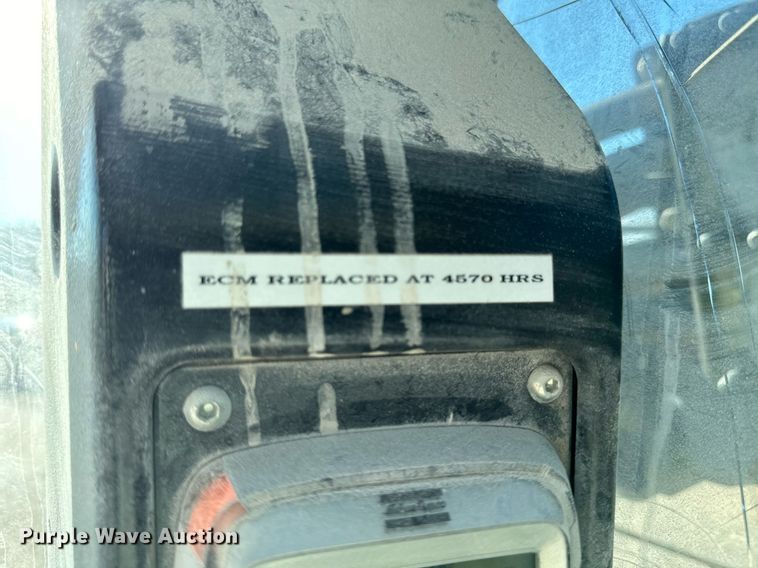 ECM REPLACED AT 4570 HRS
Purple Wave Auction